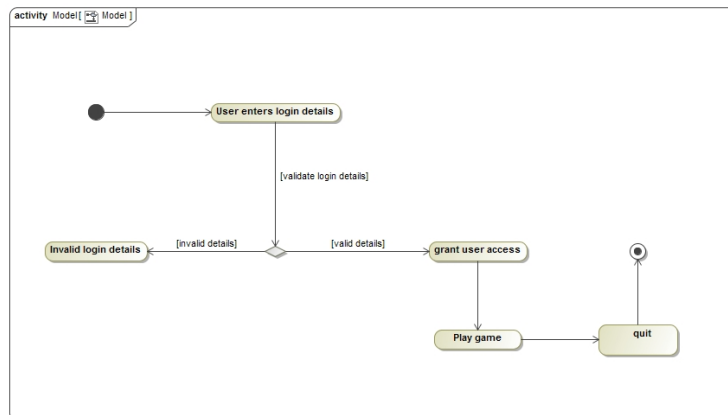 activity Model[ Model ]
User enters login details
[validate login details]
Invalid login details
[invalid details]
[valid details]
grant user access
Play game
quit